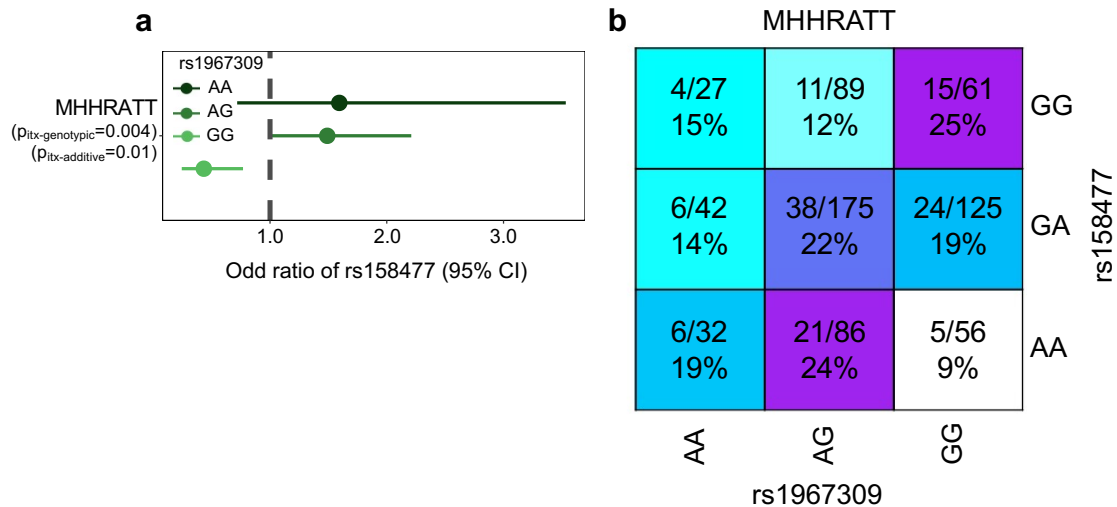 a
rs1967309
AA
AG
GG
MHHRATT
(pitx-genotypic=0.004)
(pitx-additive=0.01)
1.0 2.0 3.0
Odd ratio of rs158477 (95% CI)
b
MHHRATT
4/27 11/89 15/61
15% 12% 25%
GG
6/42 38/175 24/125
14% 22% 19%
GA
6/32 21/86 5/56
19% 24% 9%
AA
rs158477
AA AG GG
rs1967309